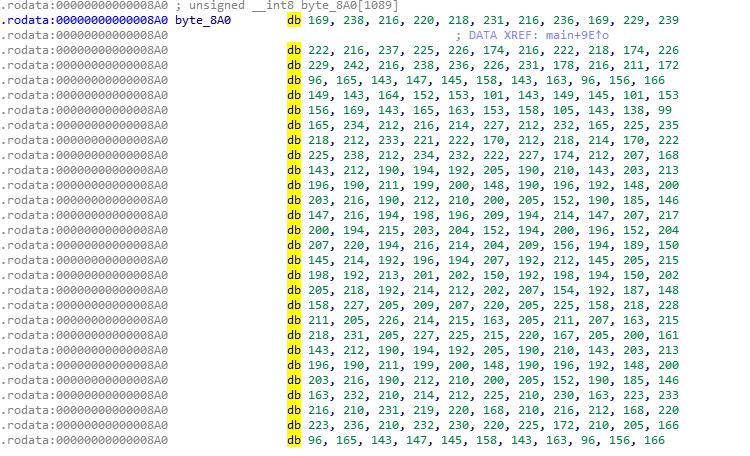 .rodata:00000000000008A0 ; unsigned __int8 byte_8A0[1089]
.rodata:00000000000008A0 byte_8A0 db 169, 238, 216, 220, 218, 231, 216, 236, 169, 229, 239
.rodata:00000000000008A0 ; DATA XREF: main+9E↑o
.rodata:00000000000008A0 db 222, 216, 237, 225, 226, 174, 216, 222, 218, 174, 226
.rodata:00000000000008A0 db 229, 242, 216, 238, 236, 226, 231, 178, 216, 211, 172
.rodata:00000000000008A0 db 96, 165, 143, 147, 145, 158, 143, 163, 96, 156, 166
.rodata:00000000000008A0 db 149, 143, 164, 152, 153, 101, 143, 149, 145, 101, 153
.rodata:00000000000008A0 db 156, 169, 143, 165, 163, 153, 158, 105, 143, 138, 99
.rodata:00000000000008A0 db 165, 234, 212, 216, 214, 227, 212, 232, 165, 225, 235
.rodata:00000000000008A0 db 218, 212, 233, 221, 222, 170, 212, 218, 214, 170, 222
.rodata:00000000000008A0 db 225, 238, 212, 234, 232, 222, 227, 174, 212, 207, 168
.rodata:00000000000008A0 db 143, 212, 190, 194, 192, 205, 190, 210, 143, 203, 213
.rodata:00000000000008A0 db 196, 190, 211, 199, 200, 148, 190, 196, 192, 148, 200
.rodata:00000000000008A0 db 203, 216, 190, 212, 210, 200, 205, 152, 190, 185, 146
.rodata:00000000000008A0 db 147, 216, 194, 198, 196, 209, 194, 214, 147, 207, 217
.rodata:00000000000008A0 db 200, 194, 215, 203, 204, 152, 194, 200, 196, 152, 204
.rodata:00000000000008A0 db 207, 220, 194, 216, 214, 204, 209, 156, 194, 189, 150
.rodata:00000000000008A0 db 145, 214, 192, 196, 194, 207, 192, 212, 145, 205, 215
.rodata:00000000000008A0 db 198, 192, 213, 201, 202, 150, 192, 198, 194, 150, 202
.rodata:00000000000008A0 db 205, 218, 192, 214, 212, 202, 207, 154, 192, 187, 148
.rodata:00000000000008A0 db 158, 227, 205, 209, 207, 220, 205, 225, 158, 218, 228
.rodata:00000000000008A0 db 211, 205, 226, 214, 215, 163, 205, 211, 207, 163, 215
.rodata:00000000000008A0 db 218, 231, 205, 227, 225, 215, 220, 167, 205, 200, 161
.rodata:00000000000008A0 db 143, 212, 190, 194, 192, 205, 190, 210, 143, 203, 213
.rodata:00000000000008A0 db 196, 190, 211, 199, 200, 148, 190, 196, 192, 148, 200
.rodata:00000000000008A0 db 203, 216, 190, 212, 210, 200, 205, 152, 190, 185, 146
.rodata:00000000000008A0 db 163, 232, 210, 214, 212, 225, 210, 230, 163, 223, 233
.rodata:00000000000008A0 db 216, 210, 231, 219, 220, 168, 210, 216, 212, 168, 220
.rodata:00000000000008A0 db 223, 236, 210, 232, 230, 220, 225, 172, 210, 205, 166
.rodata:00000000000008A0 db 96, 165, 143, 147, 145, 158, 143, 163, 96, 156, 166